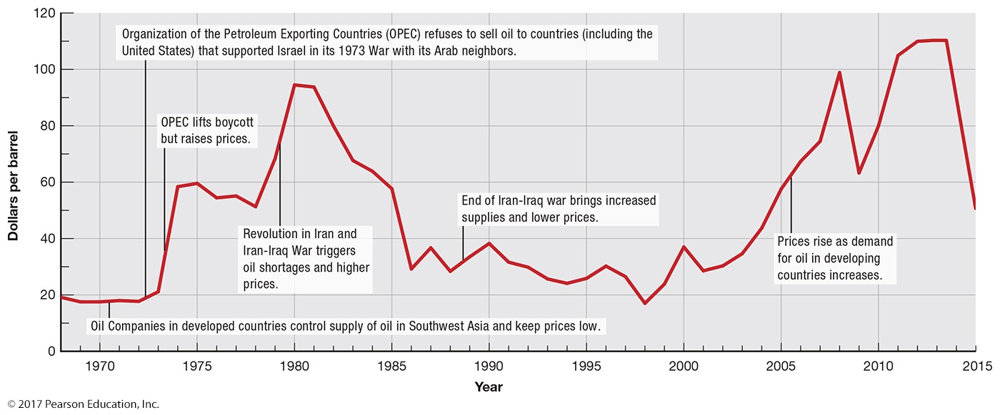 120
100
80
60
40
20
0
Dollars per barrel
Organization of the Petroleum Exporting Countries (OPEC) refuses to sell oil to countries (including the
United States) that supported Israel in its 1973 War with its Arab neighbors.
OPEC lifts boycott
but raises prices.
Revolution in Iran and
Iran-Iraq War triggers
oil shortages and higher
prices.
End of Iran-Iraq war brings increased
supplies and lower prices.
Prices rise as demand
for oil in developing
countries increases.
Oil Companies in developed countries control supply of oil in Southwest Asia and keep prices low.
1970 1975 1980 1985 1990 1995 2000 2005 2010 2015
Year
© 2017 Pearson Education, Inc.